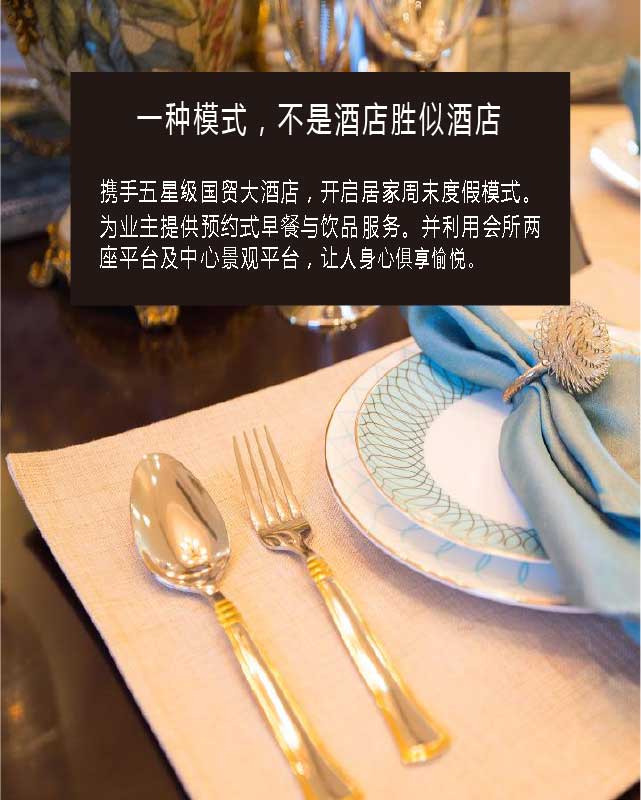 一种模式，不是酒店胜似酒店
携手五星级国贸大酒店，开启居家周末度假模式。
为业主提供预约式早餐与饮品服务。并利用会所两
座平台及中心景观平台，让人身心俱享愉悦。